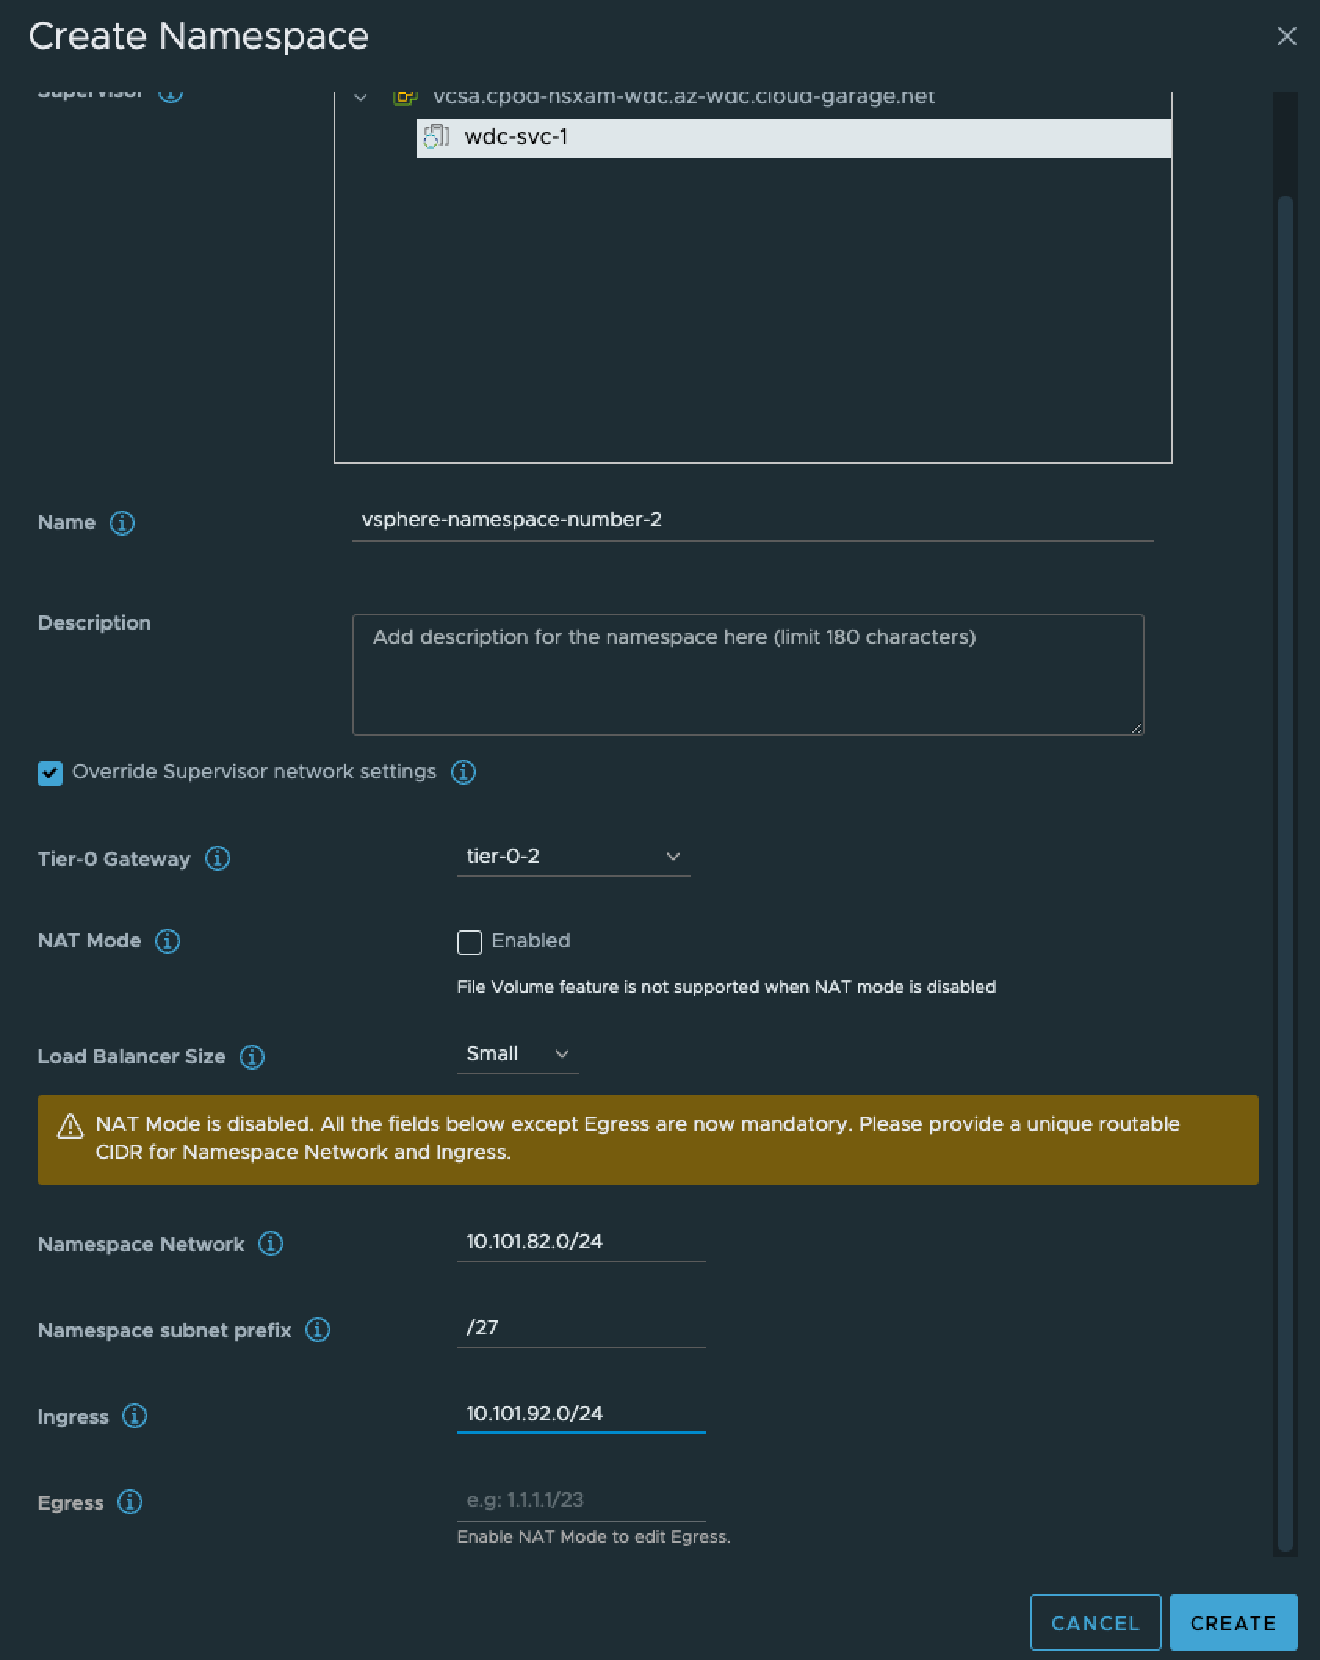 Create Namespace
Supervisor
vcsa.cpod-nsxam-wdc.az-wdc.cloud-garage.net
wdc-svc-1
Name
vsphere-namespace-number-2
Description
Add description for the namespace here (limit 180 characters)
Override Supervisor network settings
Tier-0 Gateway
tier-0-2
NAT Mode
Enabled
File Volume feature is not supported when NAT mode is disabled
Load Balancer Size
Small
NAT Mode is disabled. All the fields below except Egress are now mandatory. Please provide a unique routable
CIDR for Namespace Network and Ingress.
Namespace Network
10.101.82.0/24
Namespace subnet prefix
/27
Ingress
10.101.92.0/24
Egress
e.g: 1.1.1.1/23
Enable NAT Mode to edit Egress.
CANCEL
CREATE